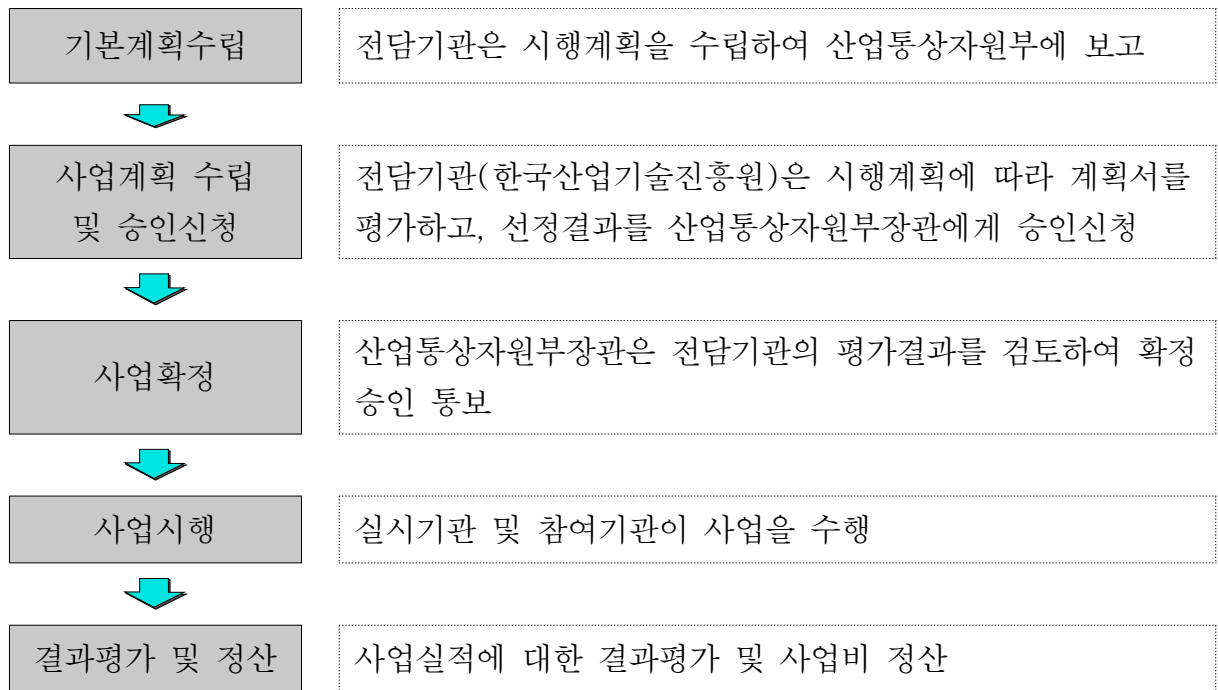 기본계획수립
전담기관은 시행계획을 수립하여 산업통상자원부에 보고
사업계획 수립
및 승인신청
전담기관(한국산업기술진흥원)은 시행계획에 따라 계획서를
평가하고, 선정결과를 산업통상자원부장관에게 승인신청
사업확정
산업통상자원부장관은 전담기관의 평가결과를 검토하여 확정
승인 통보
사업시행
실시기관 및 참여기관이 사업을 수행
결과평가 및 정산
사업실적에 대한 결과평가 및 사업비 정산